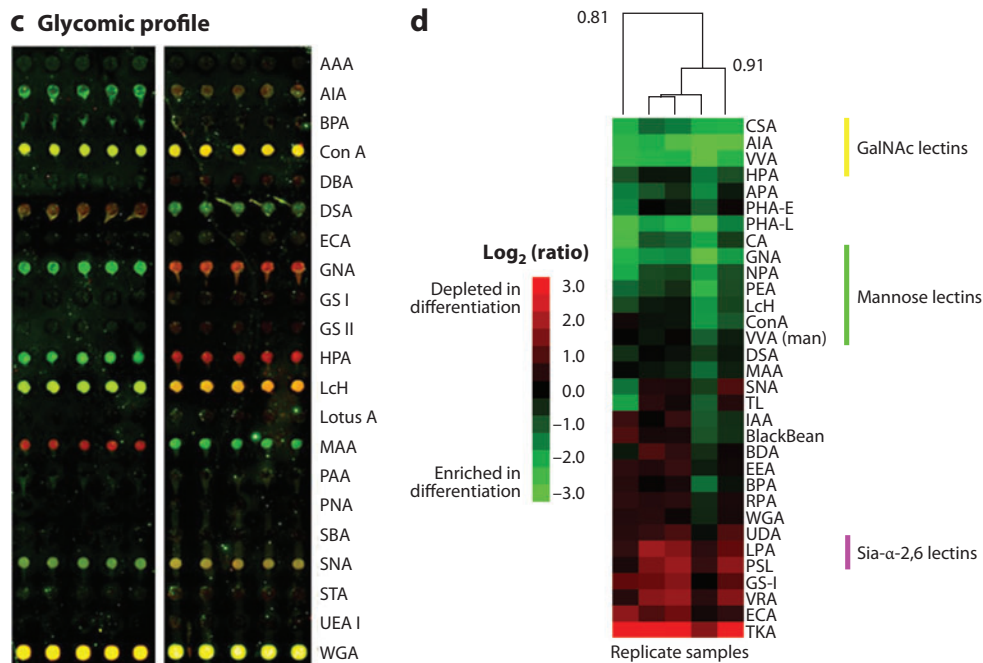 c Glycomic profile
AAA
AIA
BPA
Con A
DBA
DSA
ECA
GNA
GS I
GS II
HPA
LcH
Lotus A
MAA
PAA
PNA
SBA
SNA
STA
UEA I
WGA
d
0.81
0.91
Log2 (ratio)
Depleted in
differentiation
Enriched in
differentiation
3.0
2.0
1.0
0.0
−1.0
−2.0
−3.0
CSA
AIA
VVA
HPA
APA
PHA-E
PHA-L
CA
GNA
NPA
PEA
LcH
ConA
VVA (man)
DSA
MAA
SNA
TL
IAA
BlackBean
BDA
EEA
BPA
RPA
WGA
UDA
LPA
PSL
GS-I
VRA
ECA
TKA
GalNAc lectins
Mannose lectins
Sia-α-2,6 lectins
Replicate samples